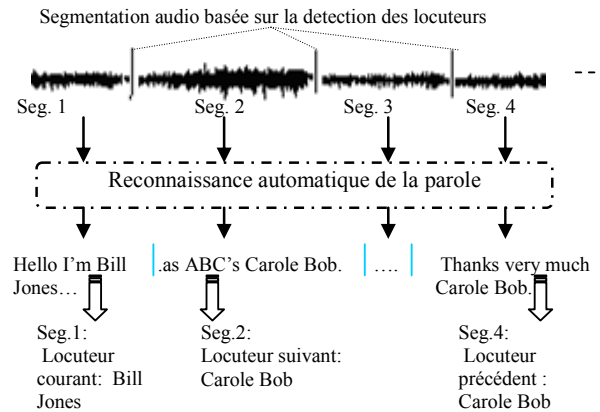 Segmentation audio basée sur la detection des locuteurs
Seg. 1 Seg. 2 Seg. 3 Seg. 4
Reconnaissance automatique de la parole
Hello I'm Bill
Jones…
.as ABC's Carole Bob.
….
Thanks very much
Carole Bob.
Seg.1:
Locuteur
courant: Bill
Jones
Seg.2:
Locuteur suivant:
Carole Bob
Seg.4:
Locuteur
précédent :
Carole Bob